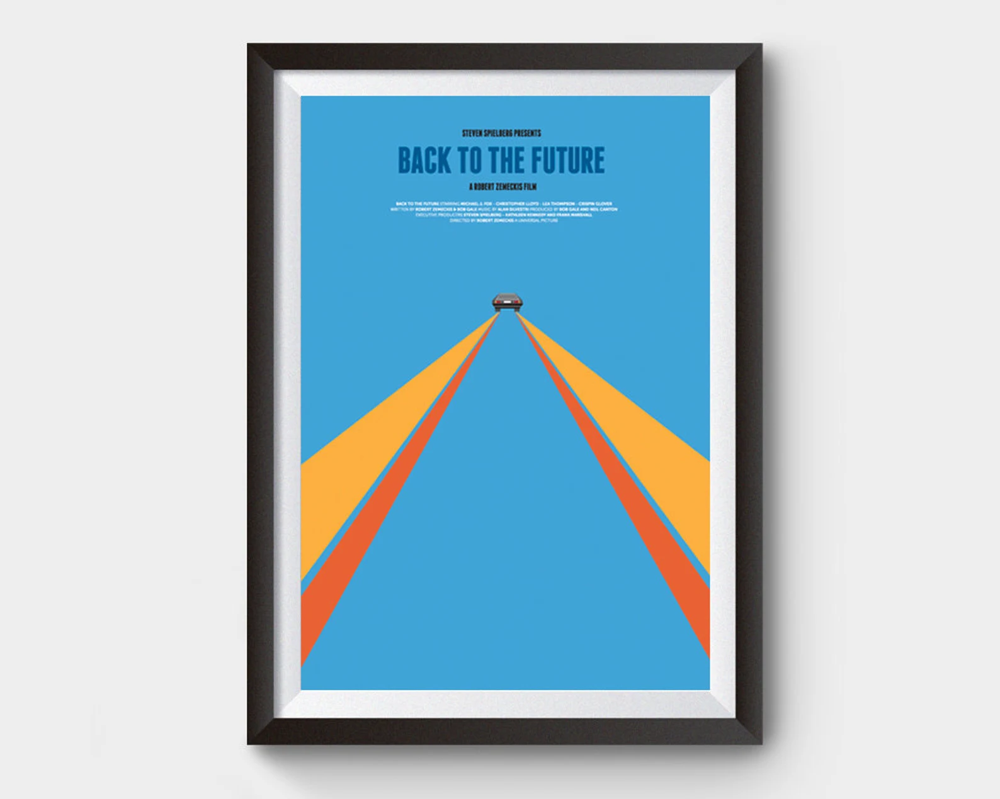 STEVEN SPIELBERG PRESENTS
BACK TO THE FUTURE
A ROBERT ZEMECKIS FILM
BACK TO THE FUTURE STARRING MICHAEL J. FOX - CHRISTOPHER LLOYD - LEA THOMPSON - CRISPIN GLOVER
WRITTEN BY ROBERT ZEMECKIS & BOB GALE MUSIC BY ALAN SILVESTRI PRODUCED BY BOB GALE AND NEIL CANTON
EXECUTIVE PRODUCERS STEVEN SPIELBERG - KATHLEEN KENNEDY AND FRANK MARSHALL
DIRECTED BY ROBERT ZEMECKIS A UNIVERSAL PICTURE